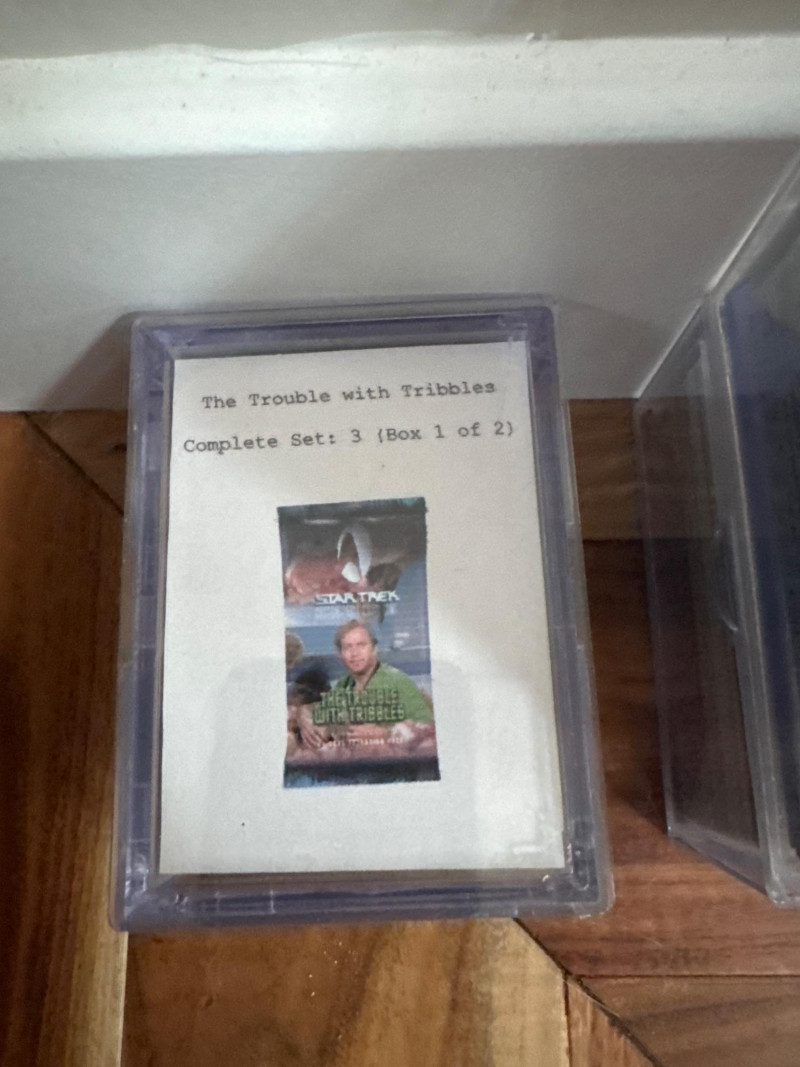 The Trouble with Tribbles
Complete Set: 3 (Box 1 of 2)
STAR TREK
THE TROUBLE
WITH TRIBBLES